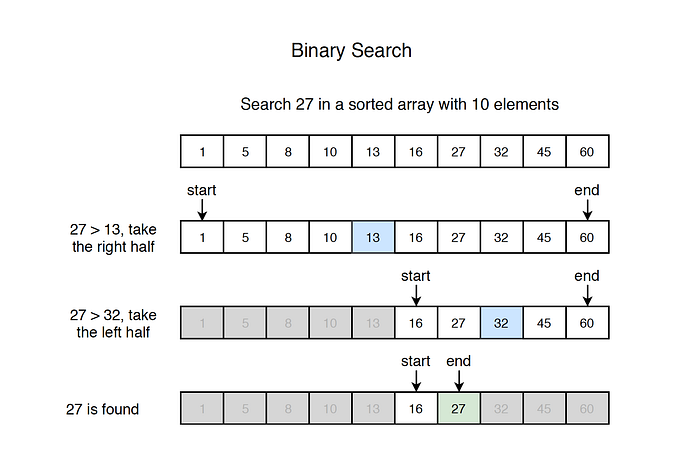 Binary Search
Search 27 in a sorted array with 10 elements
1 5 8 10 13 16 27 32 45 60
start end
27 > 13, take
the right half
1 5 8 10 13 16 27 32 45 60
start end
27 > 32, take
the left half
1 5 8 10 13 16 27 32 45 60
start end
27 is found
1 5 8 10 13 16 27 32 45 60